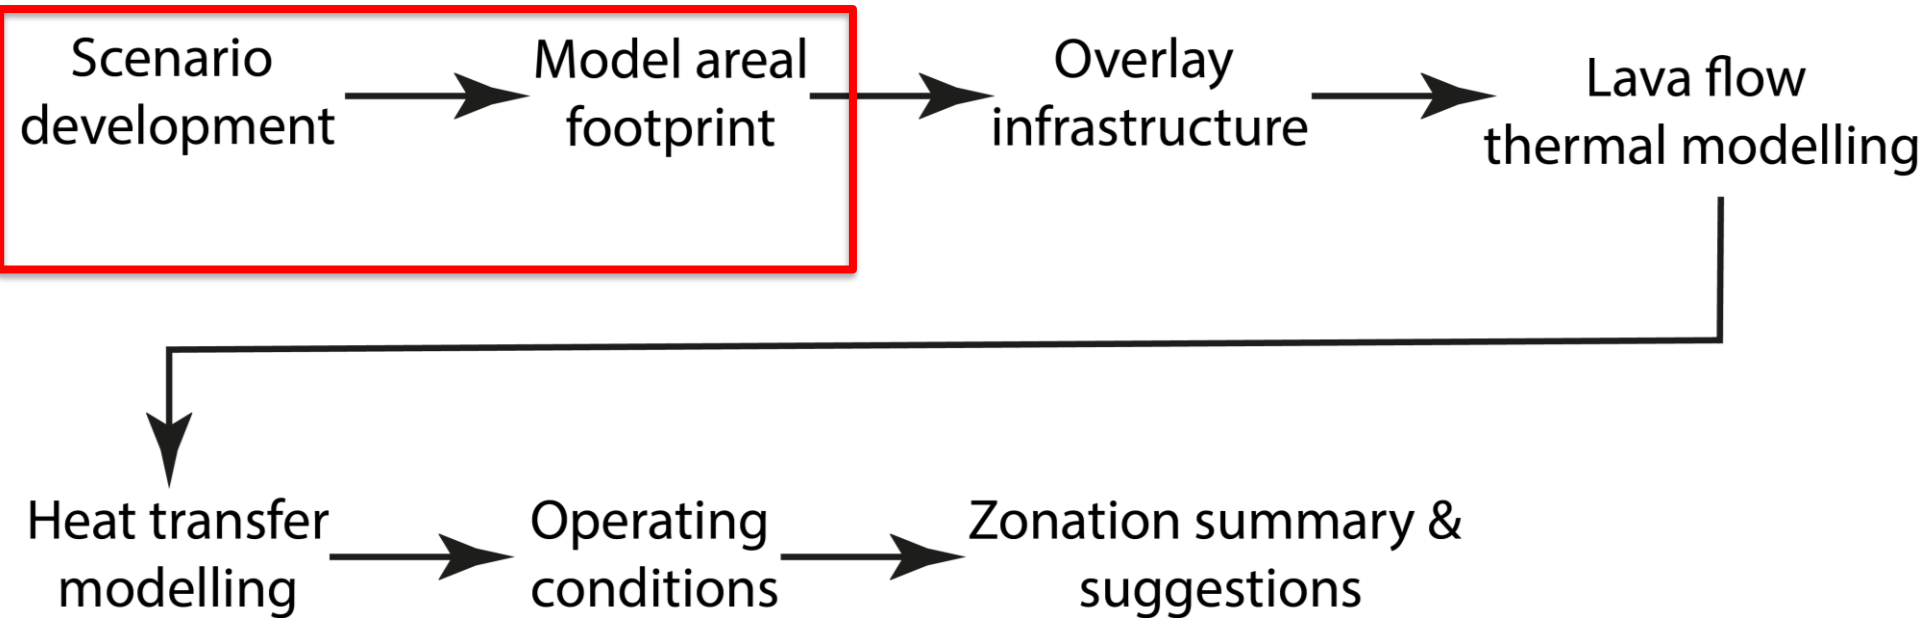 Scenario
development
Model areal
footprint
Overlay
infrastructure
Lava flow
thermal modelling
Heat transfer
modelling
Operating
conditions
Zonation summary &
suggestions